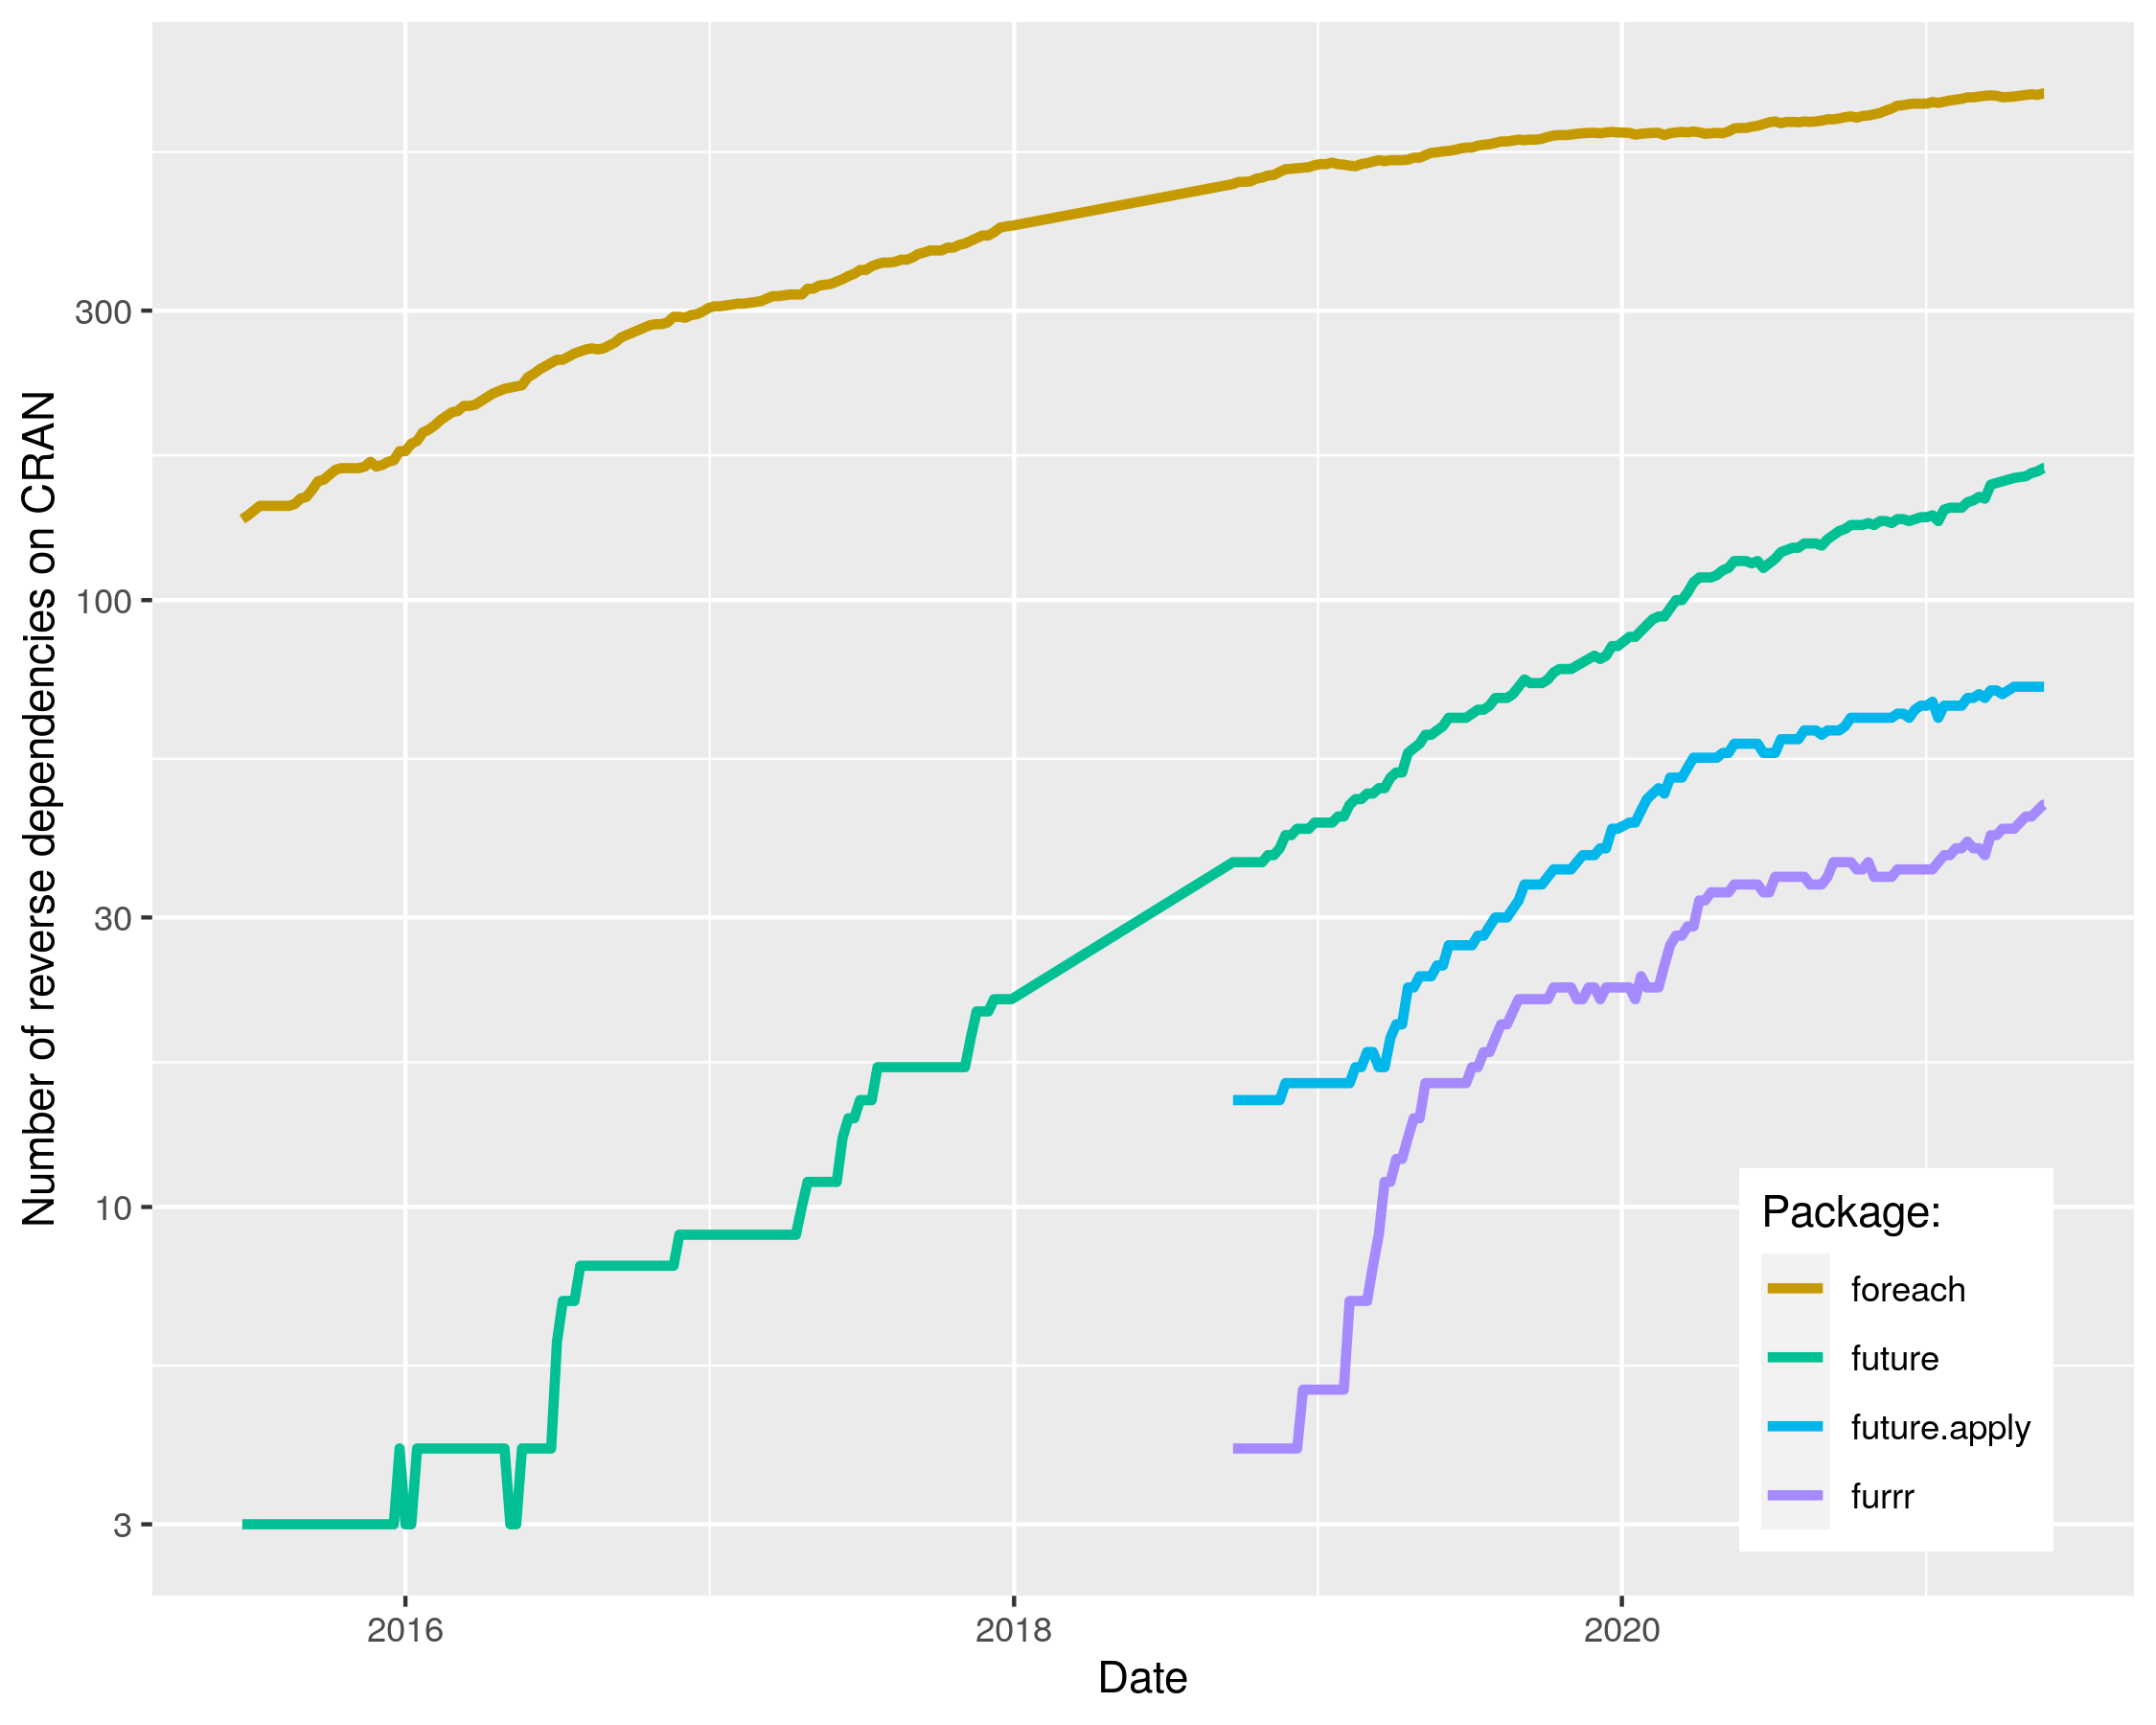 Number of reverse dependencies on CRAN
300
100
30
10
3
2016
2018
2020
Date
Package:
foreach
future
future.apply
furrr